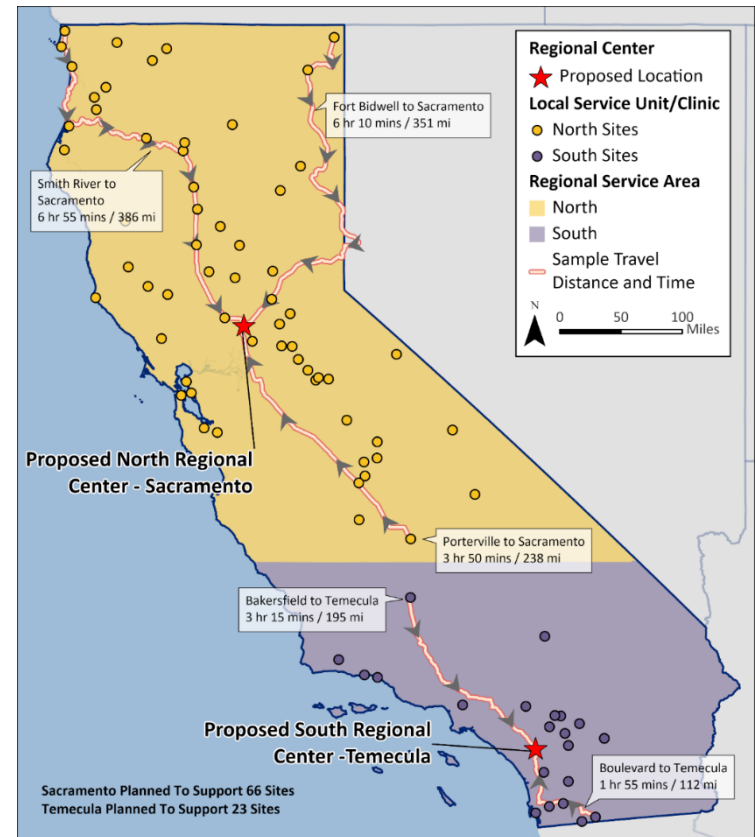 Regional Center
Proposed Location
Local Service Unit/Clinic
North Sites
South Sites
Regional Service Area
North
South
Sample Travel
Distance and Time
N
0 50 100
Miles
Fort Bidwell to Sacramento
6 hr 10 mins / 351 mi
Smith River to
Sacramento
6 hr 55 mins / 386 mi
Proposed North Regional
Center - Sacramento
Porterville to Sacramento
3 hr 50 mins / 238 mi
Bakersfield to Temecula
3 hr 15 mins / 195 mi
Proposed South Regional
Center -Temecula
Boulevard to Temecula
1 hr 55 mins / 112 mi
Sacramento Planned To Support 66 Sites
Temecula Planned To Support 23 Sites